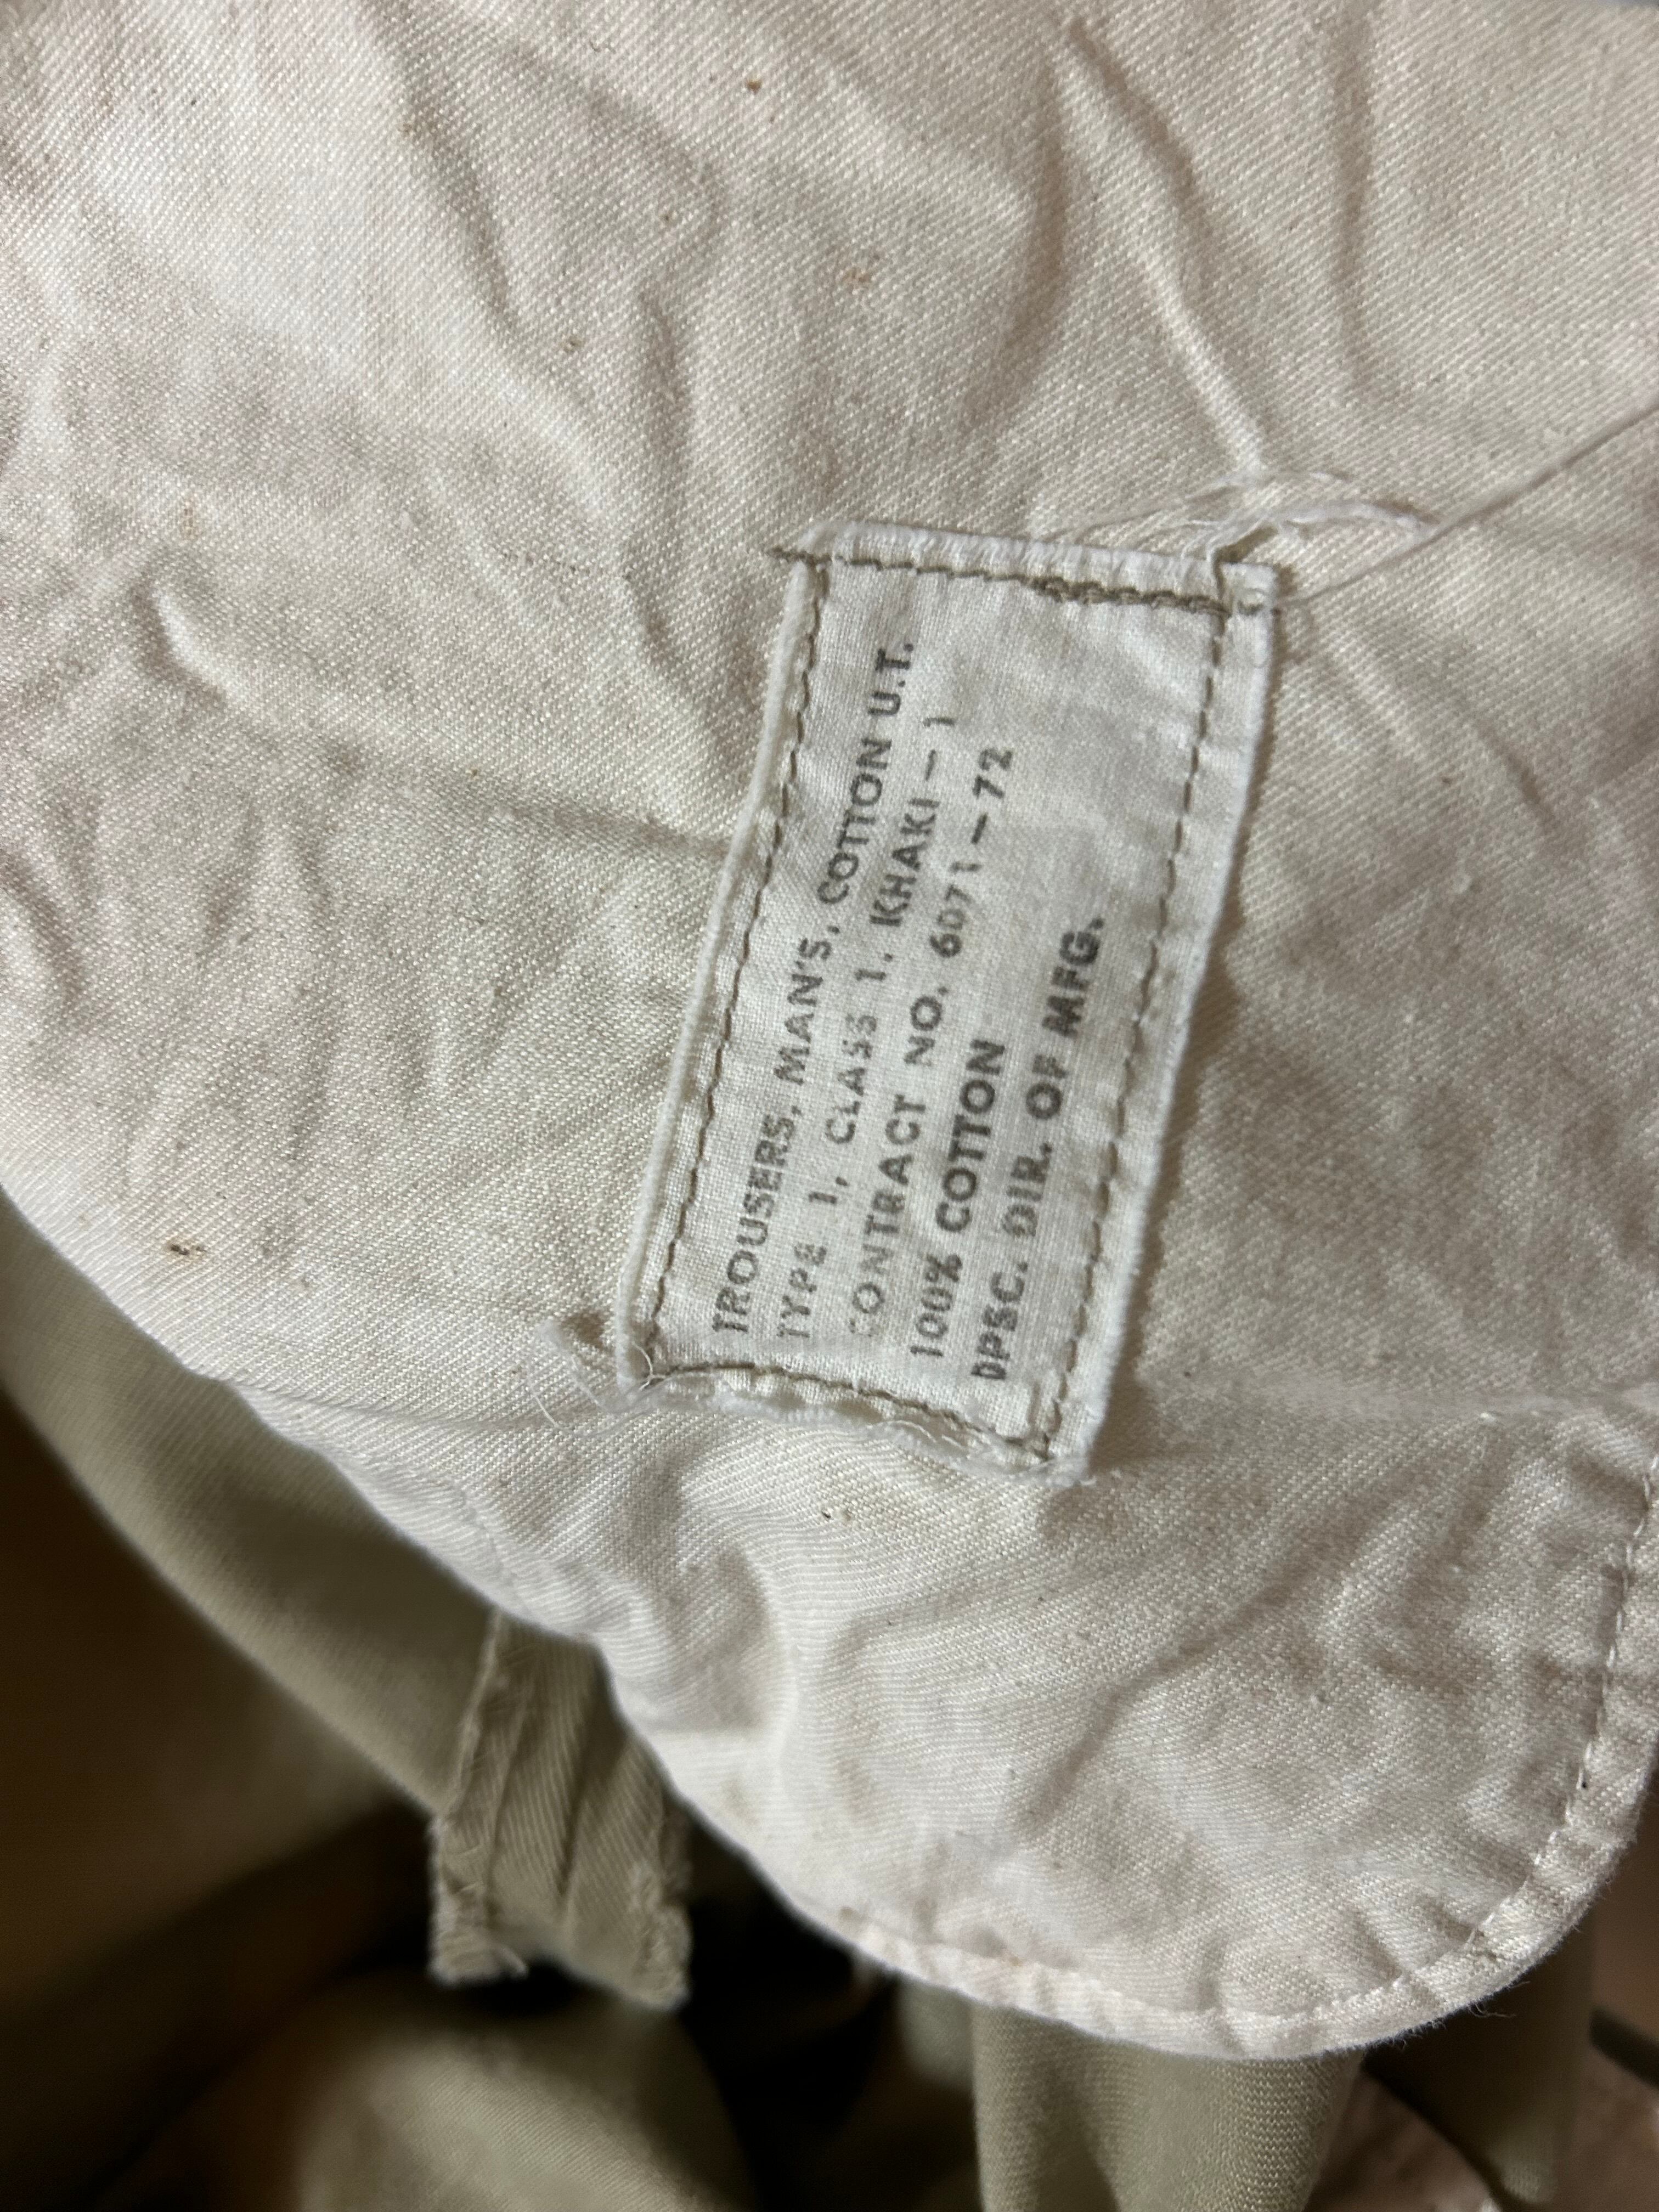 TROUSERS, MAN'S, COTTON U.T.
TYPE 1, CLASS 1, KHAKI - 1
CONTRACT NO. 6071 - 72
100% COTTON
DPSC. DIR. OF MFG.